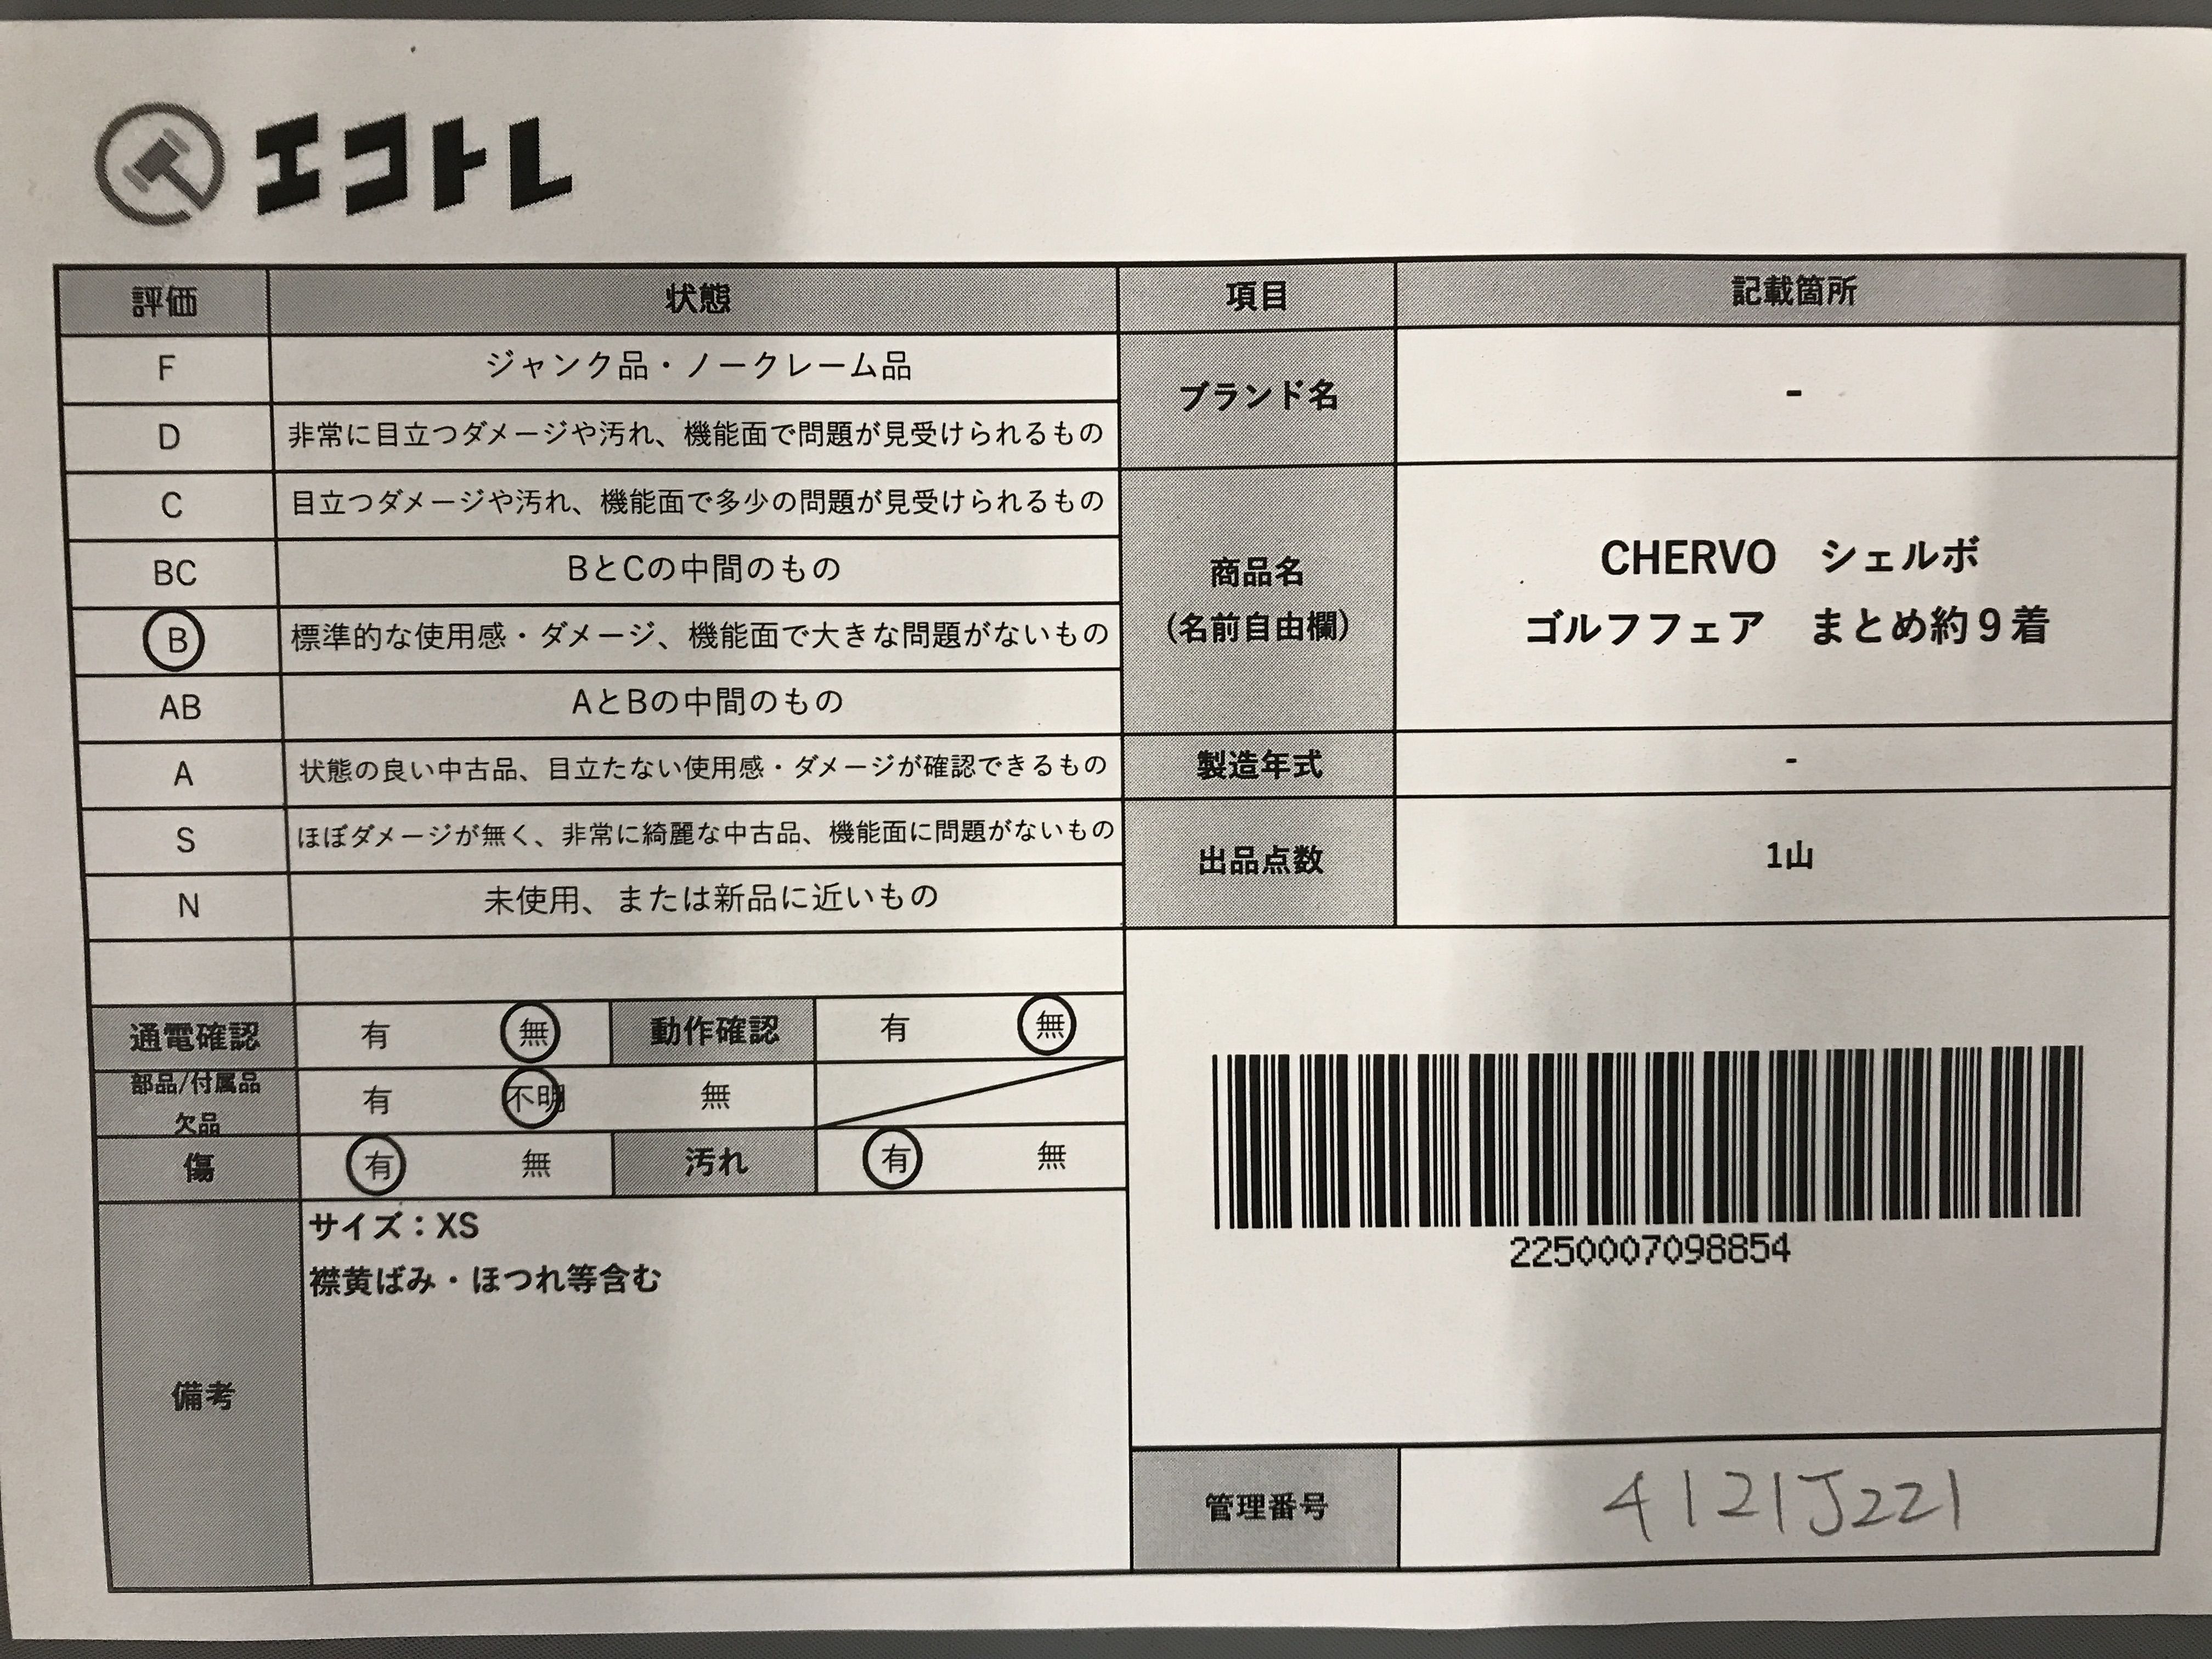 エコトレ
評価 状態 項目 記載箇所
F ジャンク品・ノークレーム品
D 非常に目立つダメージや汚れ、機能面で問題が見受けられるもの
C 目立つダメージや汚れ、機能面で多少の問題が見受けられるもの
BC BとCの中間のもの
B 標準的な使用感・ダメージ、機能面で大きな問題がないもの
AB AとBの中間のもの
A 状態の良い中古品、目立たない使用感・ダメージが確認できるもの
S ほぼダメージが無く、非常に綺麗な中古品、機能面に問題がないもの
N 未使用、または新品に近いもの
通電確認 有 無 動作確認 有 無
部品/付属品
欠品 有 不明 無
傷 有 無 汚れ 有 無
備考
サイズ：XS
襟黄ばみ・ほつれ等含む
ブランド名 -
商品名
（名前自由欄）
CHERVO　シェルボ
ゴルフフェア　まとめ約９着
製造年式 -
出品点数 1山
2250007098854
管理番号 4121J221